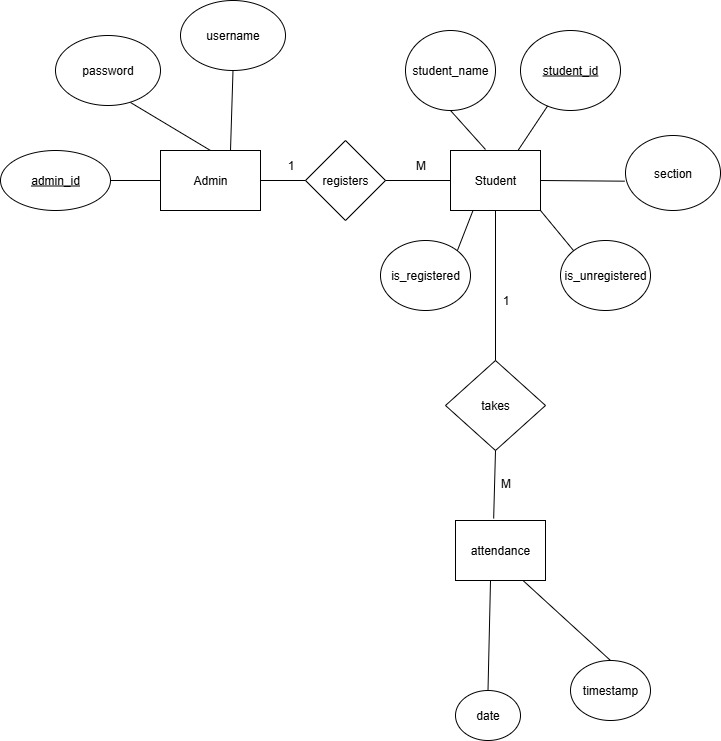 username
password
student_name
student_id
admin_id
Admin
1
registers
M
Student
section
is_registered
is_unregistered
1
takes
M
attendance
timestamp
date